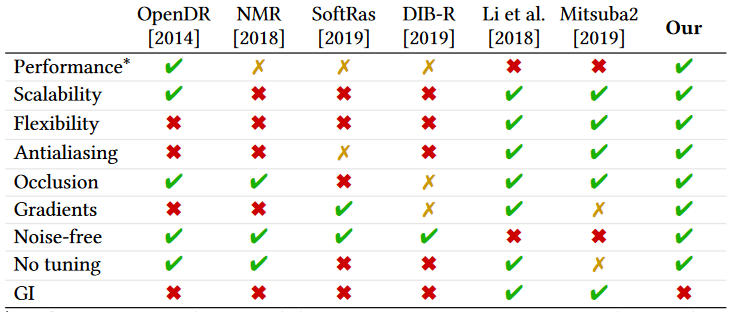 OpenDR NMR SoftRas DIB-R Li et al. Mitsuba2 Our
[2014] [2018] [2019] [2019] [2018] [2019]
Performance* ✔ ✗ ✗ ✗ ✖ ✖ ✔
Scalability ✔ ✖ ✖ ✖ ✔ ✔ ✔
Flexibility ✖ ✖ ✖ ✖ ✔ ✔ ✔
Antialiasing ✖ ✖ ✗ ✖ ✔ ✔ ✔
Occlusion ✔ ✔ ✖ ✗ ✔ ✔ ✔
Gradients ✖ ✖ ✔ ✗ ✔ ✗ ✔
Noise-free ✔ ✔ ✔ ✔ ✖ ✖ ✔
No tuning ✔ ✔ ✖ ✖ ✔ ✗ ✔
GI ✖ ✖ ✖ ✖ ✔ ✔ ✖